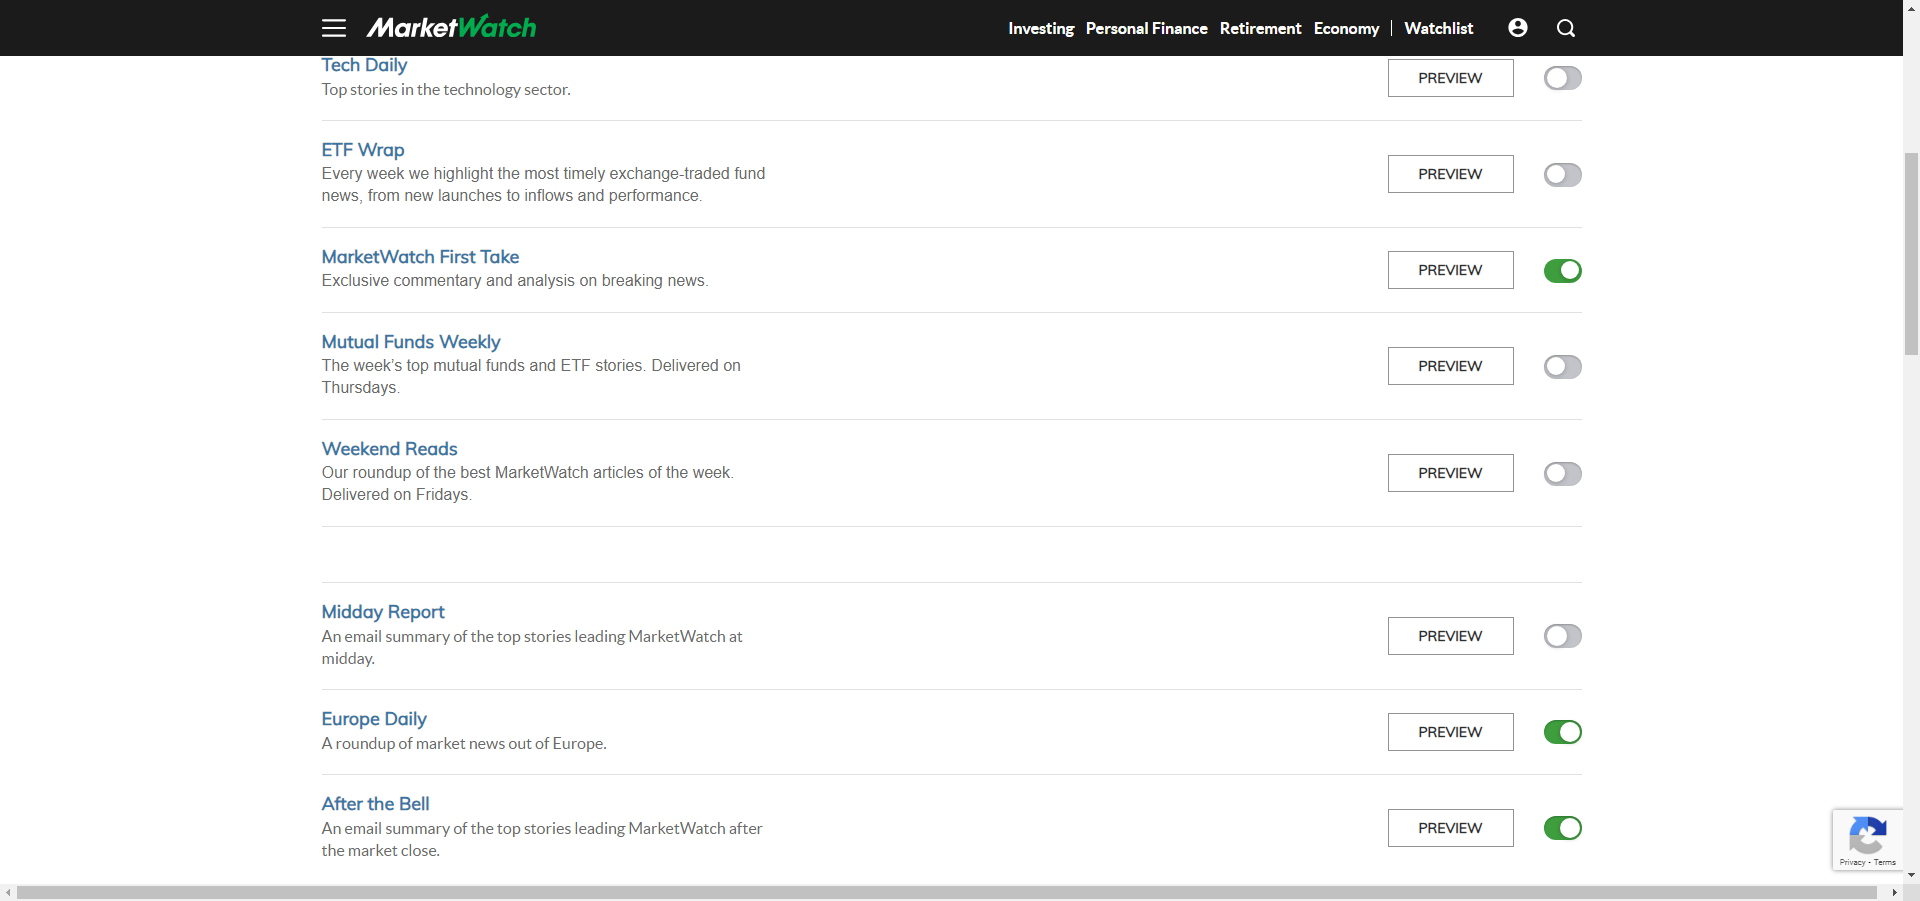 MarketWatch
Investing Personal Finance Retirement Economy | Watchlist
Tech Daily
Top stories in the technology sector.
PREVIEW
ETF Wrap
Every week we highlight the most timely exchange-traded fund
news, from new launches to inflows and performance.
PREVIEW
MarketWatch First Take
Exclusive commentary and analysis on breaking news.
PREVIEW
Mutual Funds Weekly
The week's top mutual funds and ETF stories. Delivered on
Thursdays.
PREVIEW
Weekend Reads
Our roundup of the best MarketWatch articles of the week.
Delivered on Fridays.
PREVIEW
Midday Report
An email summary of the top stories leading MarketWatch at
midday.
PREVIEW
Europe Daily
A roundup of market news out of Europe.
PREVIEW
After the Bell
An email summary of the top stories leading MarketWatch after
the market close.
PREVIEW
Privacy - Terms